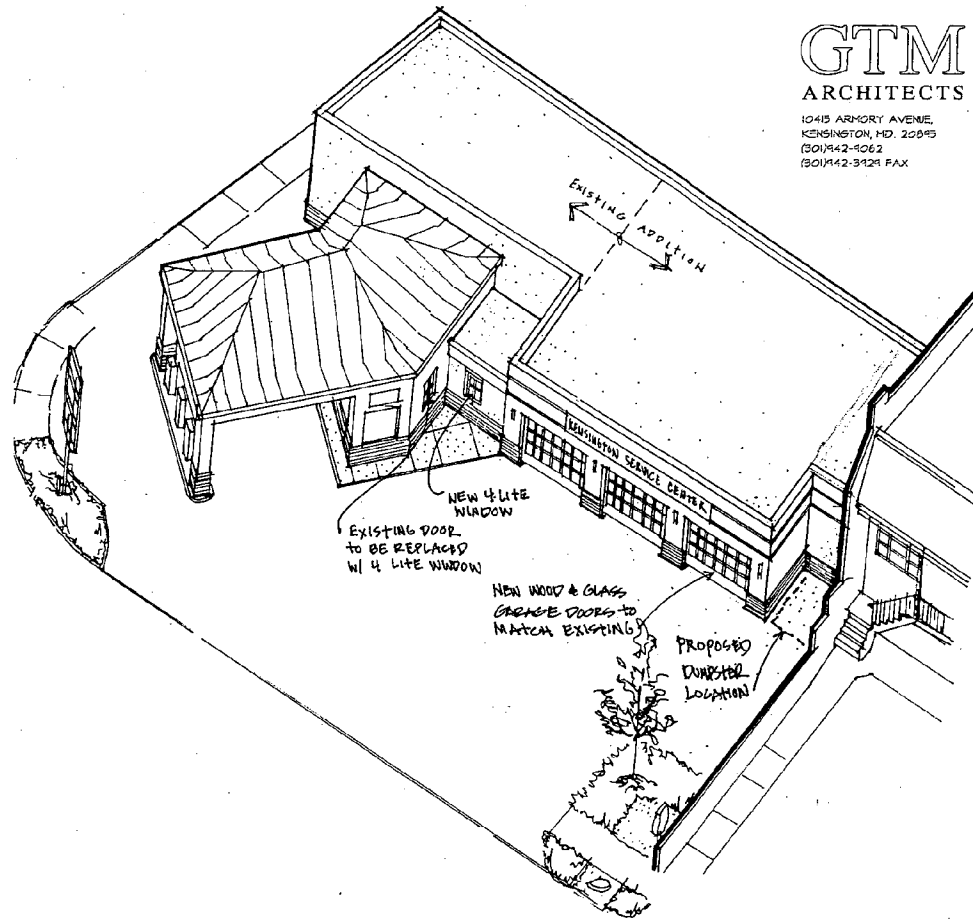 GTM
ARCHITECTS
10415 ARMORY AVENUE,
KENSINGTON, MD. 20895
(301)942-9062
(301)942-3929 FAX
EXISTING ADDITION
KENSINGTON SERVICE CENTER
NEW 4 LITE
WINDOW
EXISTING DOOR
TO BE REPLACED
W/ 4 LITE WINDOW
NEW WOOD & GLASS
GARAGE DOORS TO
MATCH EXISTING
PROPOSED
DUMPSTER
LOCATION